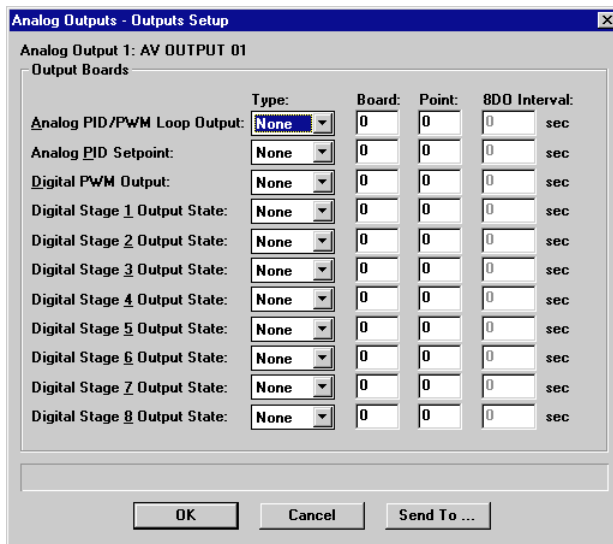 Analog Outputs - Outputs Setup
Analog Output 1: AV OUTPUT 01
Output Boards
Type: Board: Point: 8DO Interval:
Analog PID/PWM Loop Output: None 0 0 0 sec
Analog PID Setpoint: None 0 0 0 sec
Digital PWM Output: None 0 0 0 sec
Digital Stage 1 Output State: None 0 0 0 sec
Digital Stage 2 Output State: None 0 0 0 sec
Digital Stage 3 Output State: None 0 0 0 sec
Digital Stage 4 Output State: None 0 0 0 sec
Digital Stage 5 Output State: None 0 0 0 sec
Digital Stage 6 Output State: None 0 0 0 sec
Digital Stage 7 Output State: None 0 0 0 sec
Digital Stage 8 Output State: None 0 0 0 sec
OK Cancel Send To ...